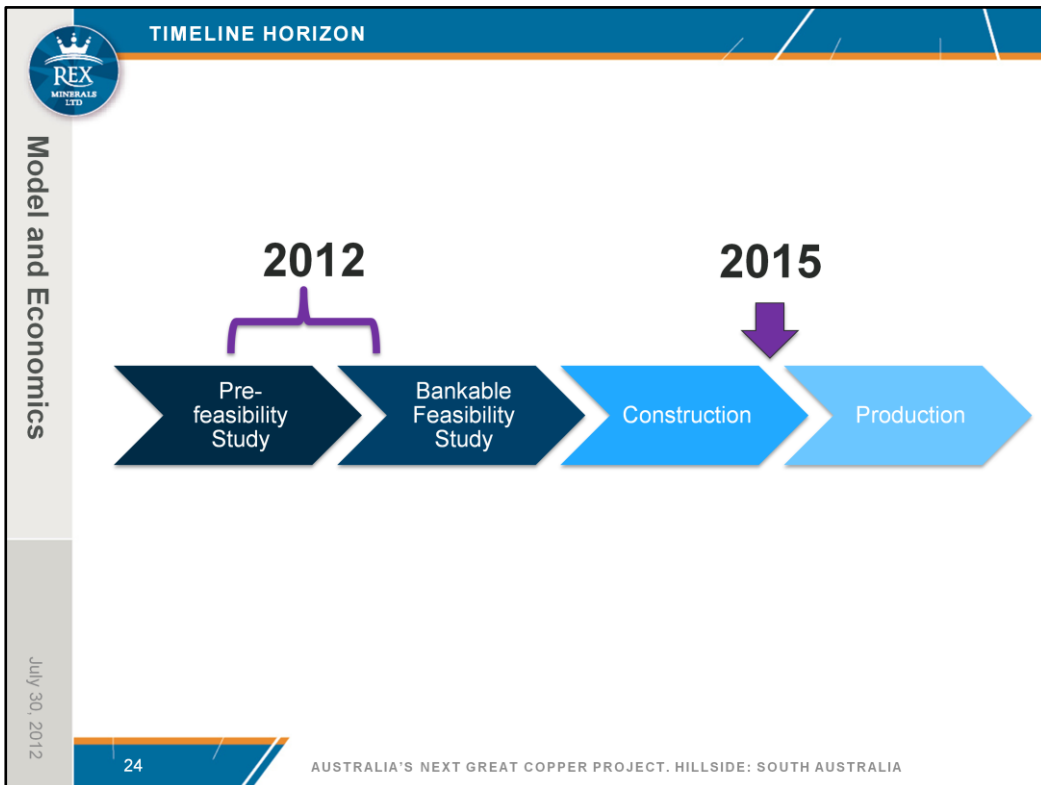 TIMELINE HORIZON
REX
MINERALS
LTD
Model and Economics
2012
2015
Pre-
feasibility
Study
Bankable
Feasibility
Study
Construction
Production
July 30, 2012
24
AUSTRALIA'S NEXT GREAT COPPER PROJECT. HILLSIDE: SOUTH AUSTRALIA